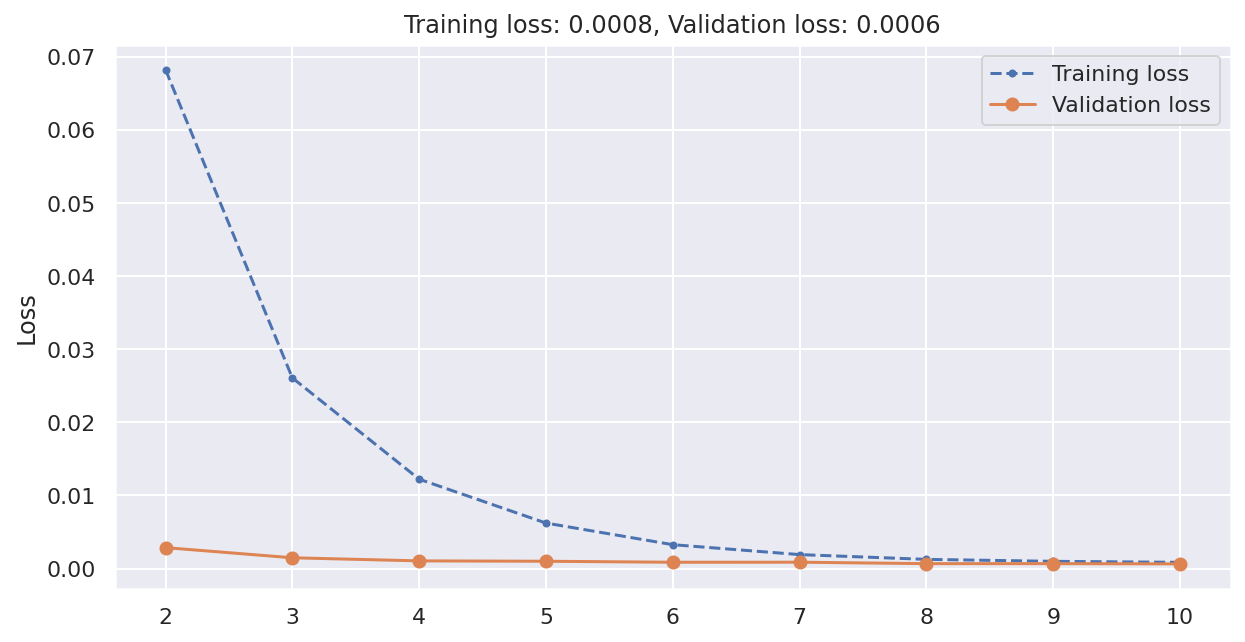 Training loss: 0.0008, Validation loss: 0.0006
Training loss
Validation loss
Loss
0.07
0.06
0.05
0.04
0.03
0.02
0.01
0.00
2 3 4 5 6 7 8 9 10